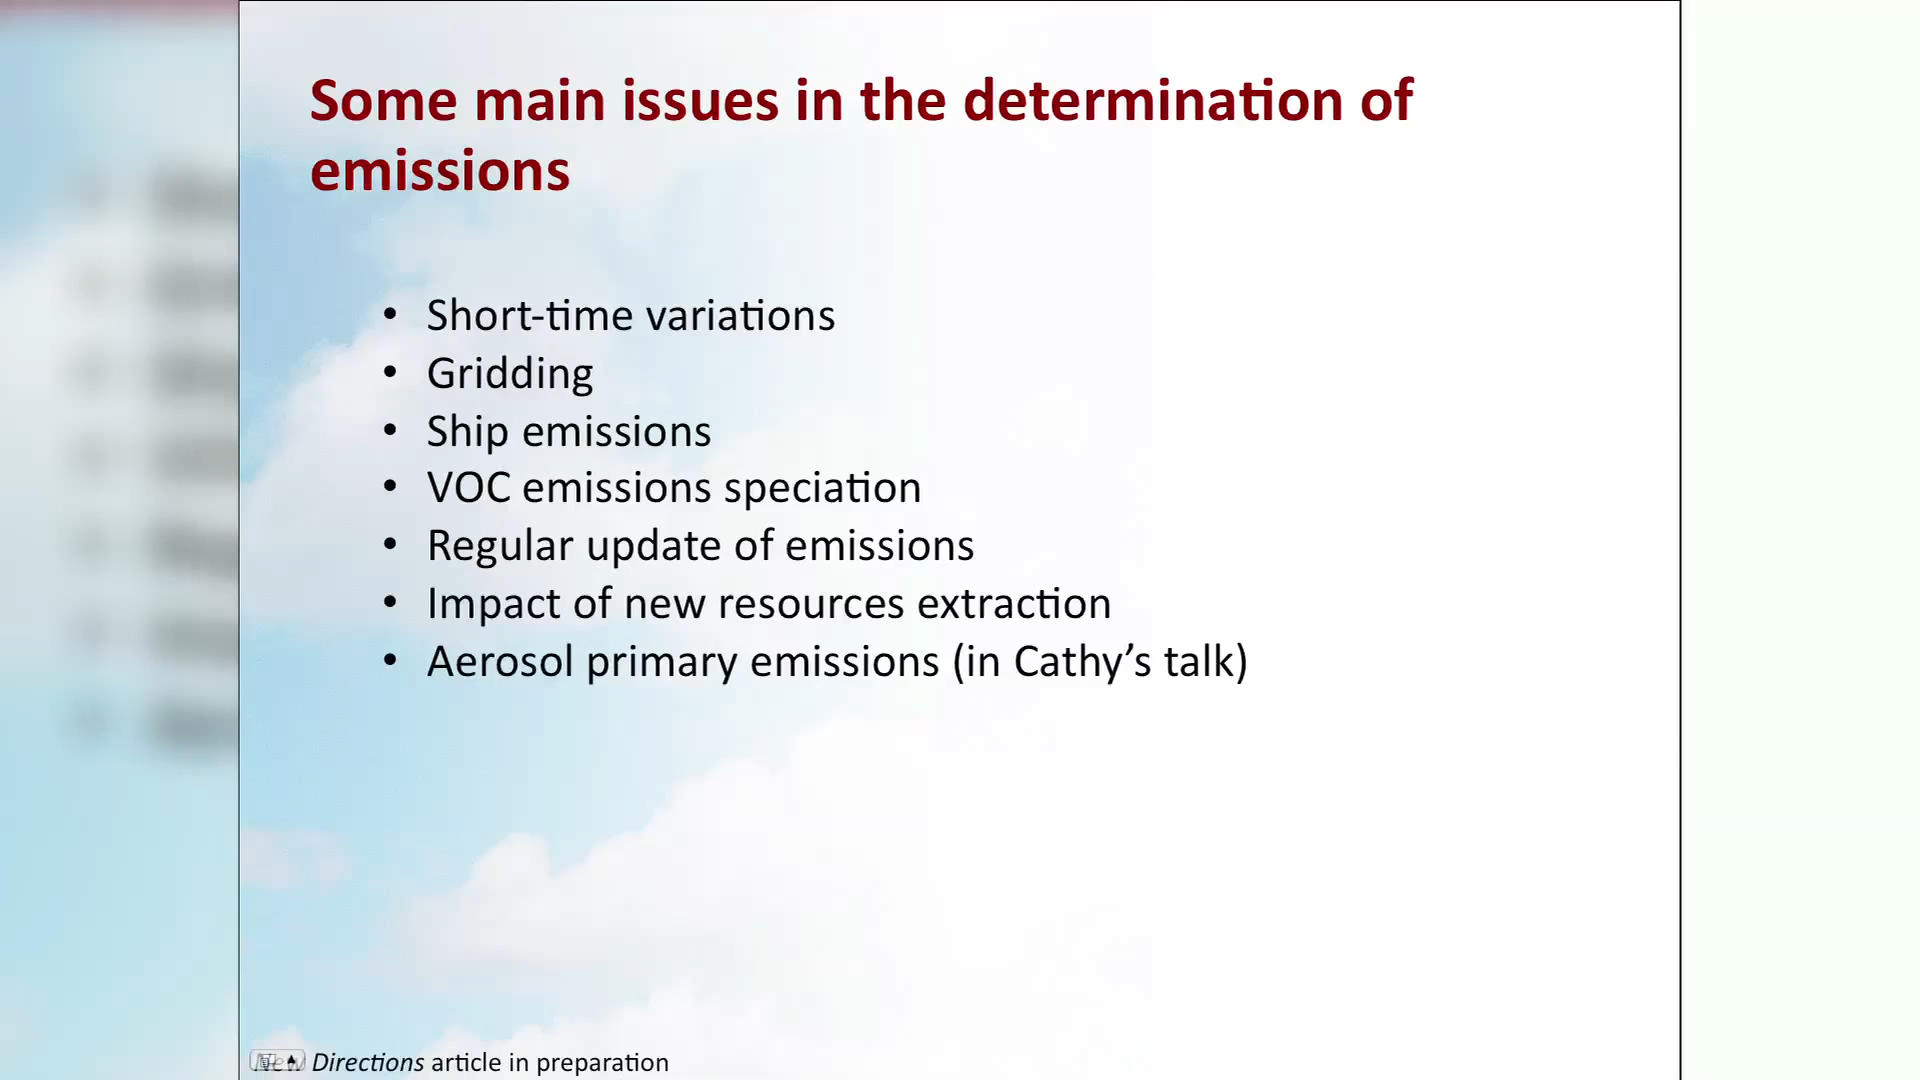 Some main issues in the determination of
emissions
• Short-time variations
• Gridding
• Ship emissions
• VOC emissions speciation
• Regular update of emissions
• Impact of new resources extraction
• Aerosol primary emissions (in Cathy’s talk)
New Directions article in preparation